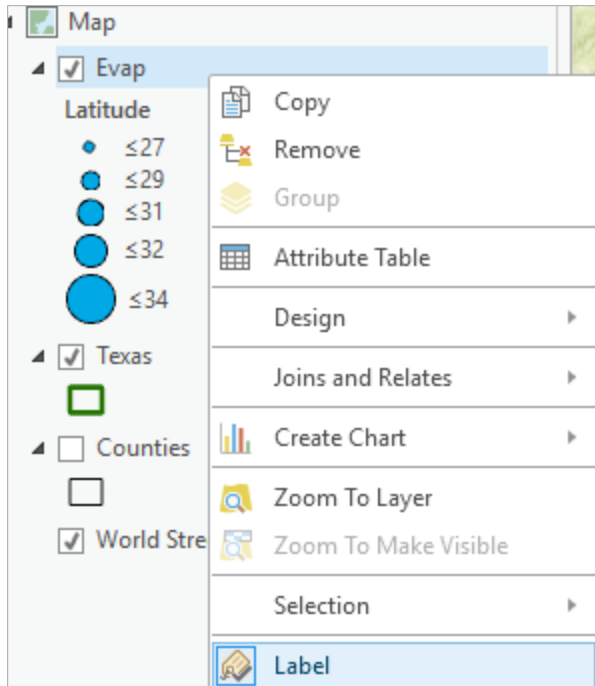 Map
Evap
Latitude
≤27
≤29
≤31
≤32
≤34
Texas
Counties
World Stre
Copy
Remove
Group
Attribute Table
Design
Joins and Relates
Create Chart
Zoom To Layer
Zoom To Make Visible
Selection
Label